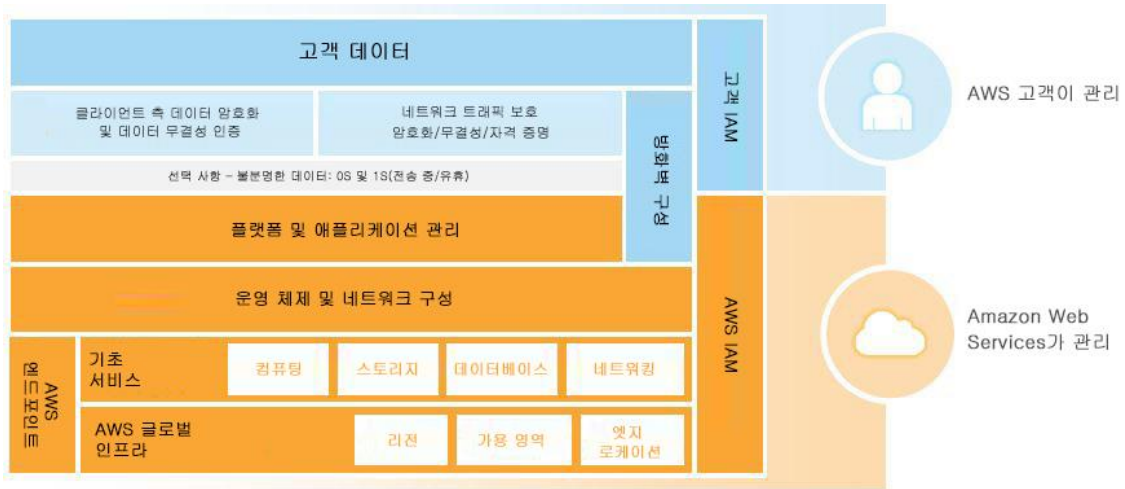 고객 데이터
클라이언트 측 데이터 암호화
및 데이터 무결성 인증
네트워크 트래픽 보호
암호화/무결성/자격 증명
선택 사항 – 불분명한 데이터: 0S 및 1S(전송 중/유휴)
방화벽 구성
고객 IAM
AWS 고객이 관리
플랫폼 및 애플리케이션 관리
운영 체제 및 네트워크 구성
AWS
엔드포인트
기초
서비스
컴퓨팅
스토리지
데이터베이스
네트워킹
AWS 글로벌
인프라
리전
가용 영역
엣지
로케이션
AWS IAM
Amazon Web
Services가 관리